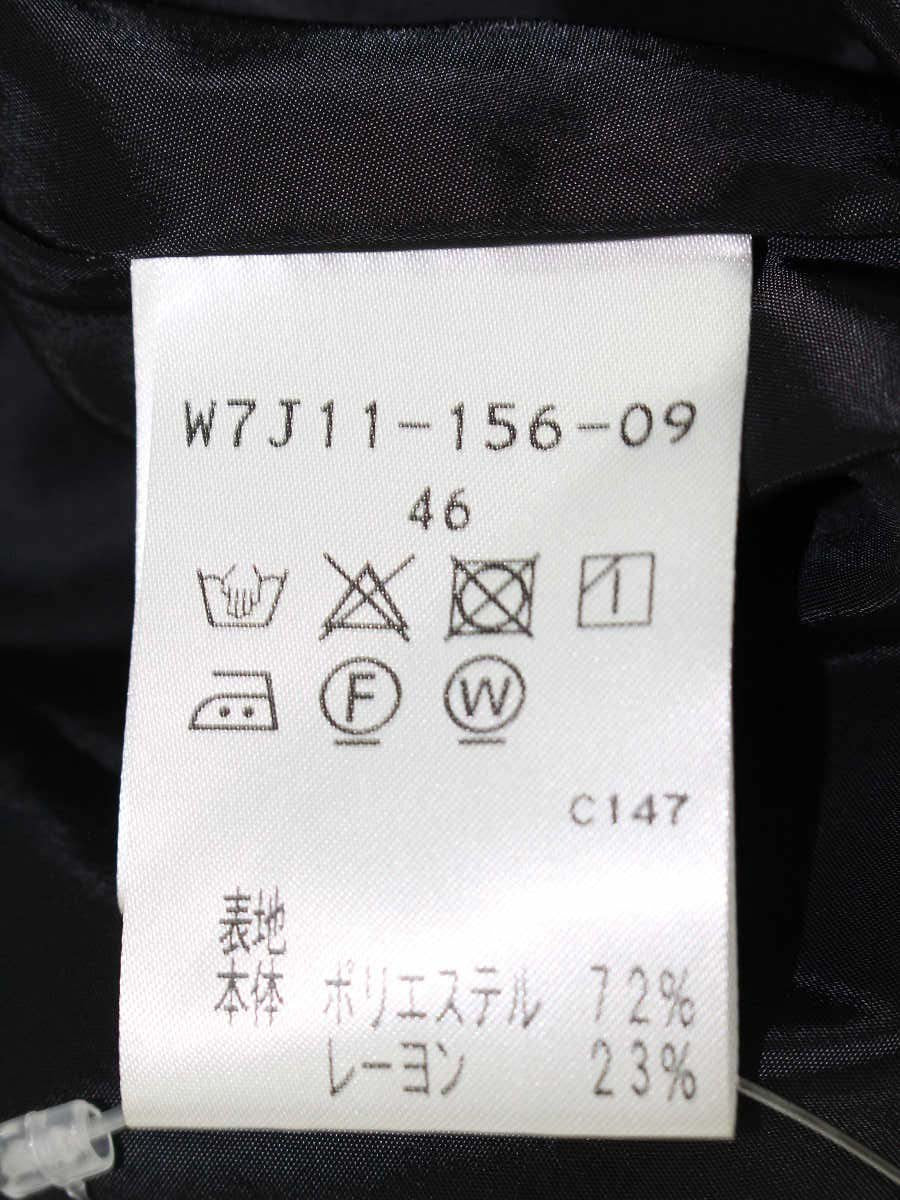 W7J11-156-09
46
F W
C147
表地
本体 ポリエステル 72%
レーヨン 23%